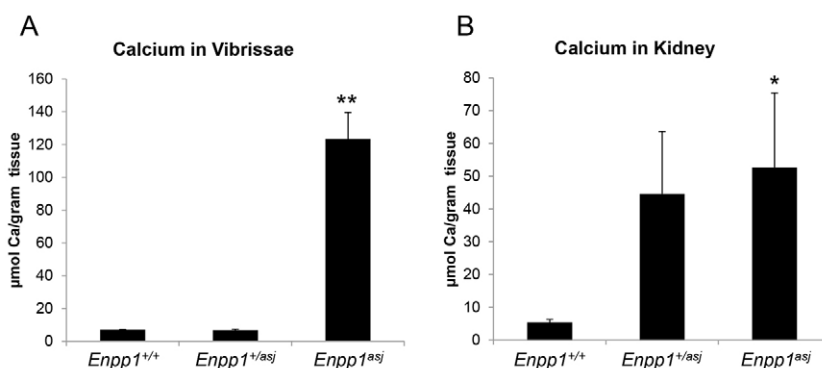 A
Calcium in Vibrissae
µmol Ca/gram tissue
160
140
120
100
80
60
40
20
0
**
Enpp1+/+
Enpp1+/asj
Enpp1asj
B
Calcium in Kidney
µmol Ca/gram tissue
80
70
60
50
40
30
20
10
0
*
Enpp1+/+
Enpp1+/asj
Enpp1asj